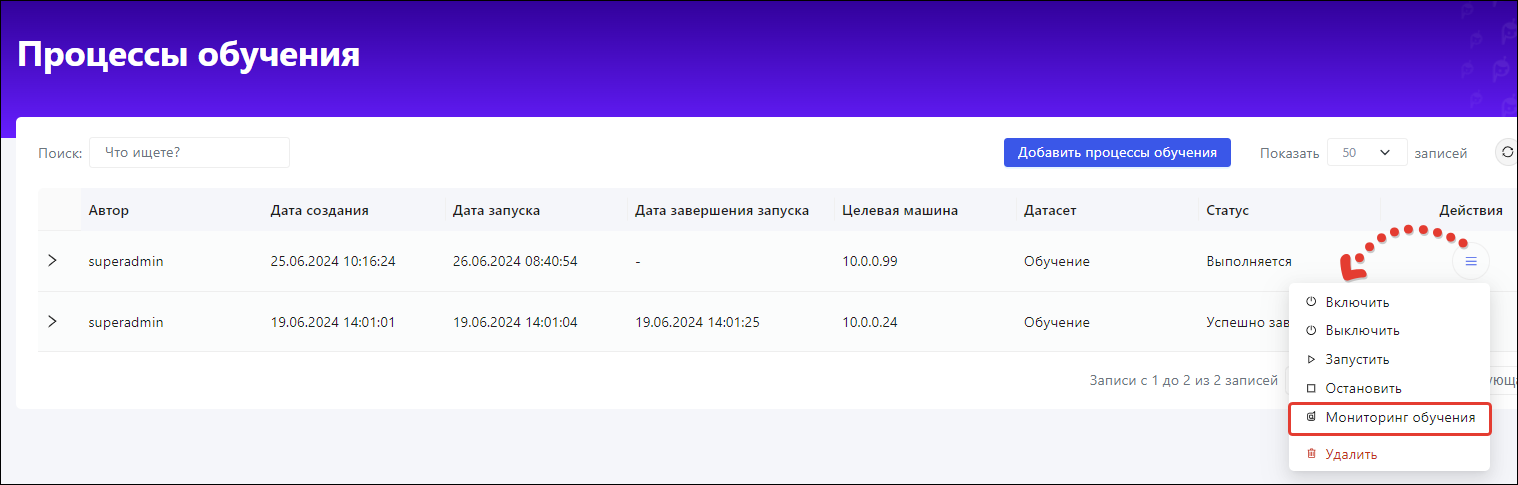 Процессы обучения
Поиск: Что ищете? Добавить процессы обучения Показать 50 записей
Автор Дата создания Дата запуска Дата завершения запуска Целевая машина Датасет Статус Действия
superadmin 25.06.2024 10:16:24 26.06.2024 08:40:54 - 10.0.0.99 Обучение Выполняется
superadmin 19.06.2024 14:01:01 19.06.2024 14:01:04 19.06.2024 14:01:25 10.0.0.24 Обучение Успешно зав
Записи с 1 до 2 из 2 записей
Включить
Выключить
Запустить
Остановить
Мониторинг обучения
Удалить